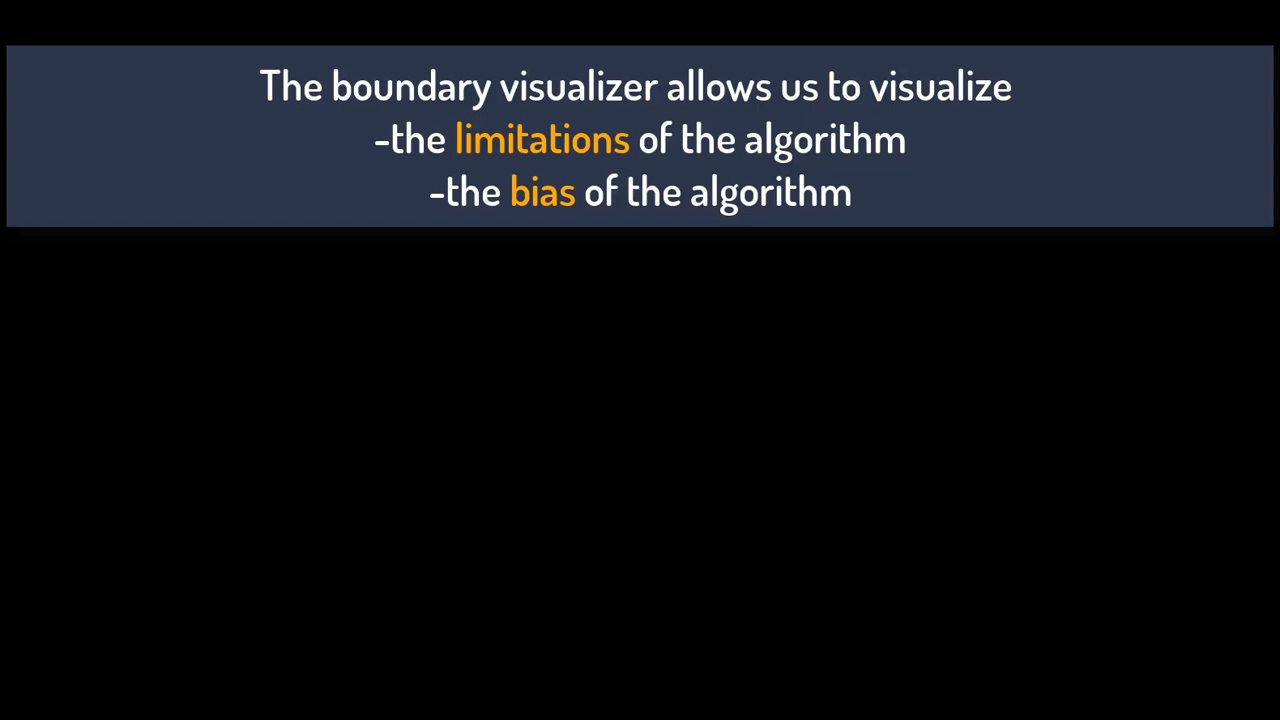 The boundary visualizer allows us to visualize
-the limitations of the algorithm
-the bias of the algorithm